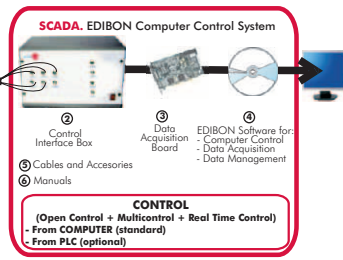 SCADA. EDIBON Computer Control System
②
Control
Interface Box
③
Data
Acquisition
Board
④
EDIBON Software for:
- Computer Control
- Data Acquisition
- Data Management
⑤ Cables and Accesories
⑥ Manuals
CONTROL
(Open Control + Multicontrol + Real Time Control)
- From COMPUTER (standard)
- From PLC (optional)